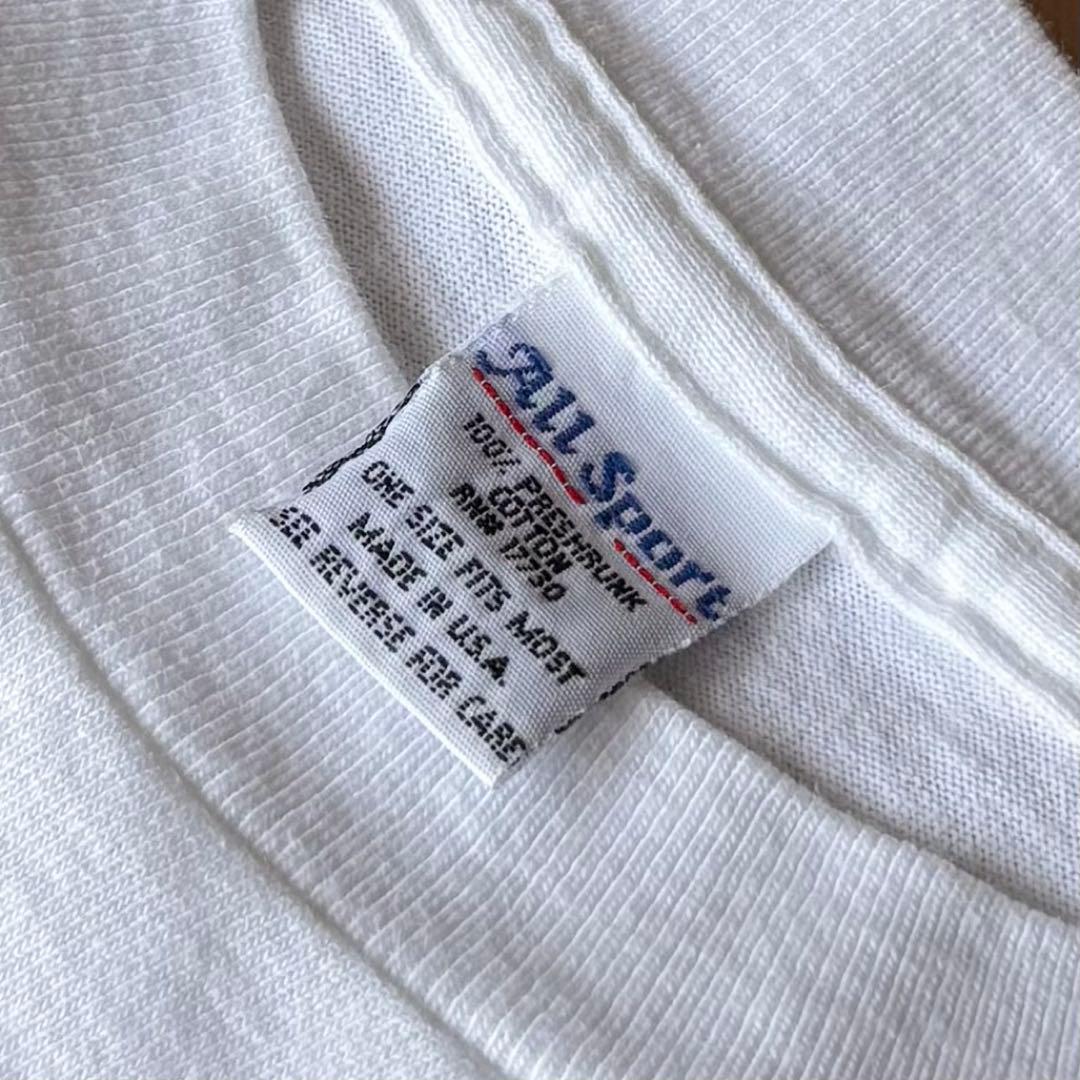 All Sport
100% PRESHRUNK
COTTON
RN# 17730
ONE SIZE FITS MOST
MADE IN U.S.A.
SEE REVERSE FOR CARE